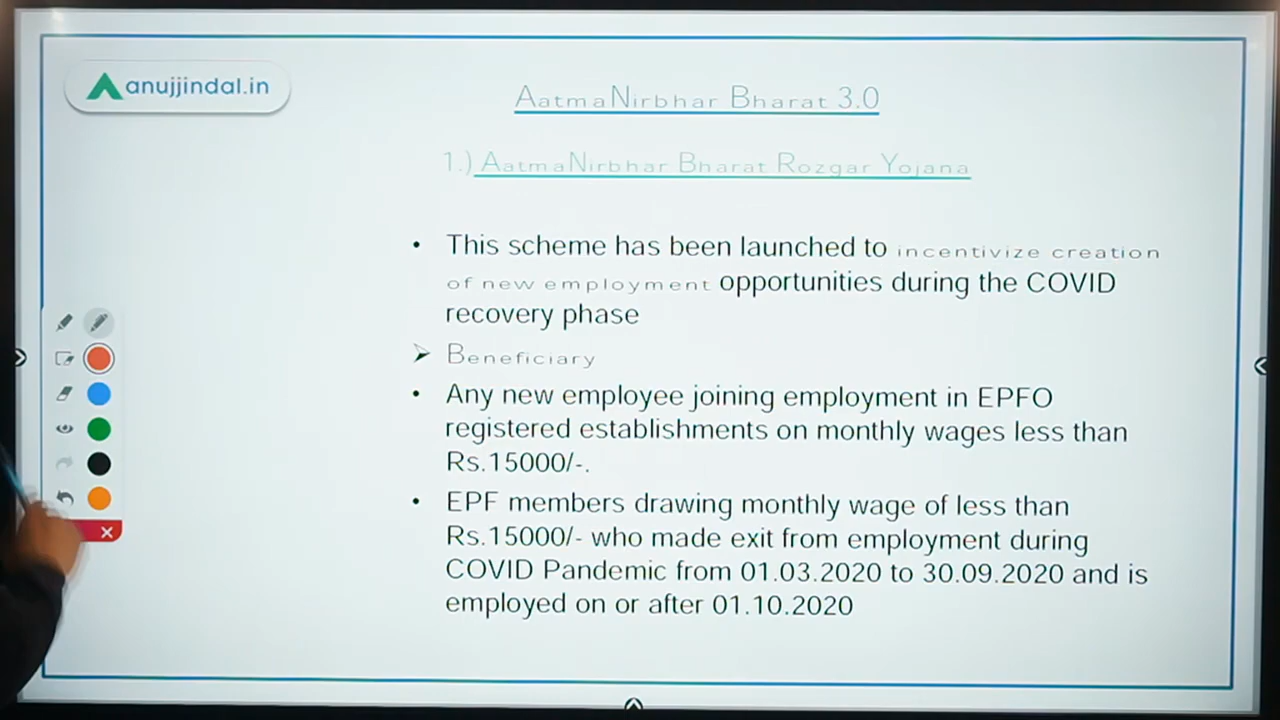 anujjindal.in
AatmaNirbhar Bharat 3.0
1.) AatmaNirbhar Bharat Rozgar Yojana
• This scheme has been launched to incentivize creation
of new employment opportunities during the COVID
recovery phase
➢ Beneficiary
• Any new employee joining employment in EPFO
registered establishments on monthly wages less than
Rs.15000/-.
• EPF members drawing monthly wage of less than
Rs.15000/- who made exit from employment during
COVID Pandemic from 01.03.2020 to 30.09.2020 and is
employed on or after 01.10.2020